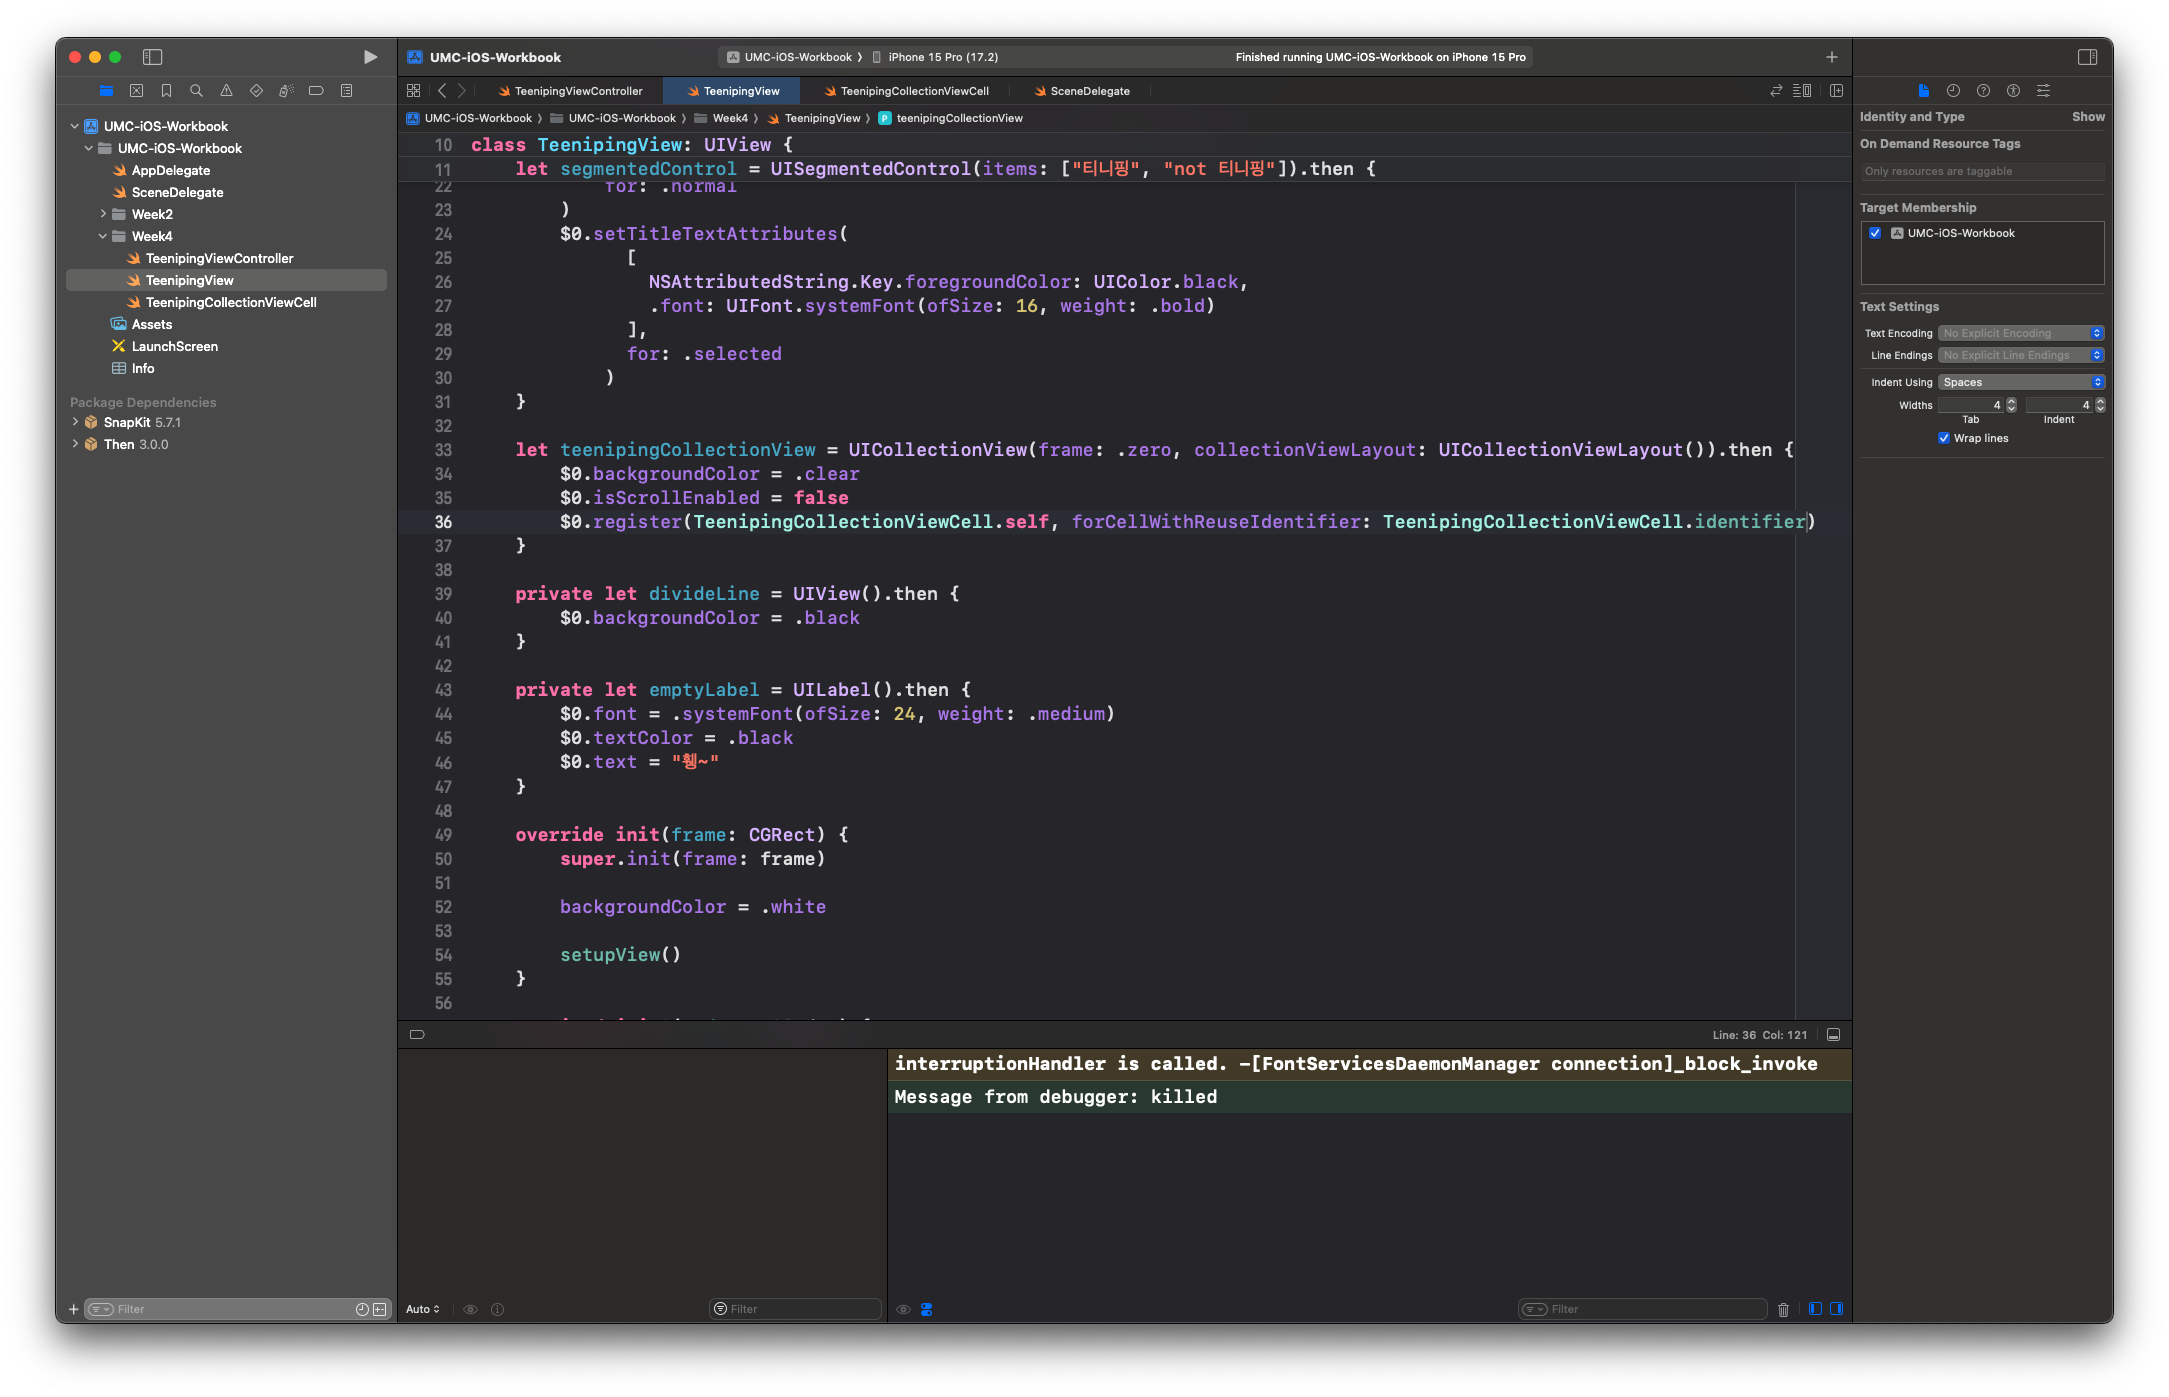 UMC-iOS-Workbook
UMC-iOS-Workbook
iPhone 15 Pro (17.2)
Finished running UMC-iOS-Workbook on iPhone 15 Pro
TeenipingViewController
TeenipingView
TeenipingCollectionViewCell
SceneDelegate
UMC-iOS-Workbook
UMC-iOS-Workbook
Week4
TeenipingView
teenipingCollectionView
UMC-iOS-Workbook
UMC-iOS-Workbook
AppDelegate
SceneDelegate
Week2
Week4
TeenipingViewController
TeenipingView
TeenipingCollectionViewCell
Assets
LaunchScreen
Info
Package Dependencies
SnapKit 5.7.1
Then 3.0.0
Filter
10 class TeenipingView: UIView {
11 let segmentedControl = UISegmentedControl(items: ["티니핑", "not 티니핑"]).then {
22 for: .normal
23 )
24 $0.setTitleTextAttributes(
25 [
26 NSAttributedString.Key.foregroundColor: UIColor.black,
27 .font: UIFont.systemFont(ofSize: 16, weight: .bold)
28 ],
29 for: .selected
30 )
31 }
32
33 let teenipingCollectionView = UICollectionView(frame: .zero, collectionViewLayout: UICollectionViewLayout()).then {
34 $0.backgroundColor = .clear
35 $0.isScrollEnabled = false
36 $0.register(TeenipingCollectionViewCell.self, forCellWithReuseIdentifier: TeenipingCollectionViewCell.identifier)
37 }
38
39 private let divideLine = UIView().then {
40 $0.backgroundColor = .black
41 }
42
43 private let emptyLabel = UILabel().then {
44 $0.font = .systemFont(ofSize: 24, weight: .medium)
45 $0.textColor = .black
46 $0.text = "휑~"
47 }
48
49 override init(frame: CGRect) {
50 super.init(frame: frame)
51
52 backgroundColor = .white
53
54 setupView()
55 }
56
Line: 36 Col: 121
interruptionHandler is called. -[FontServicesDaemonManager connection]_block_invoke
Message from debugger: killed
Auto
Filter
Filter
Identity and Type
Show
On Demand Resource Tags
Only resources are taggable
Target Membership
UMC-iOS-Workbook
Text Settings
Text Encoding No Explicit Encoding
Line Endings No Explicit Line Endings
Indent Using Spaces
Widths 4 4
Tab Indent
Wrap lines